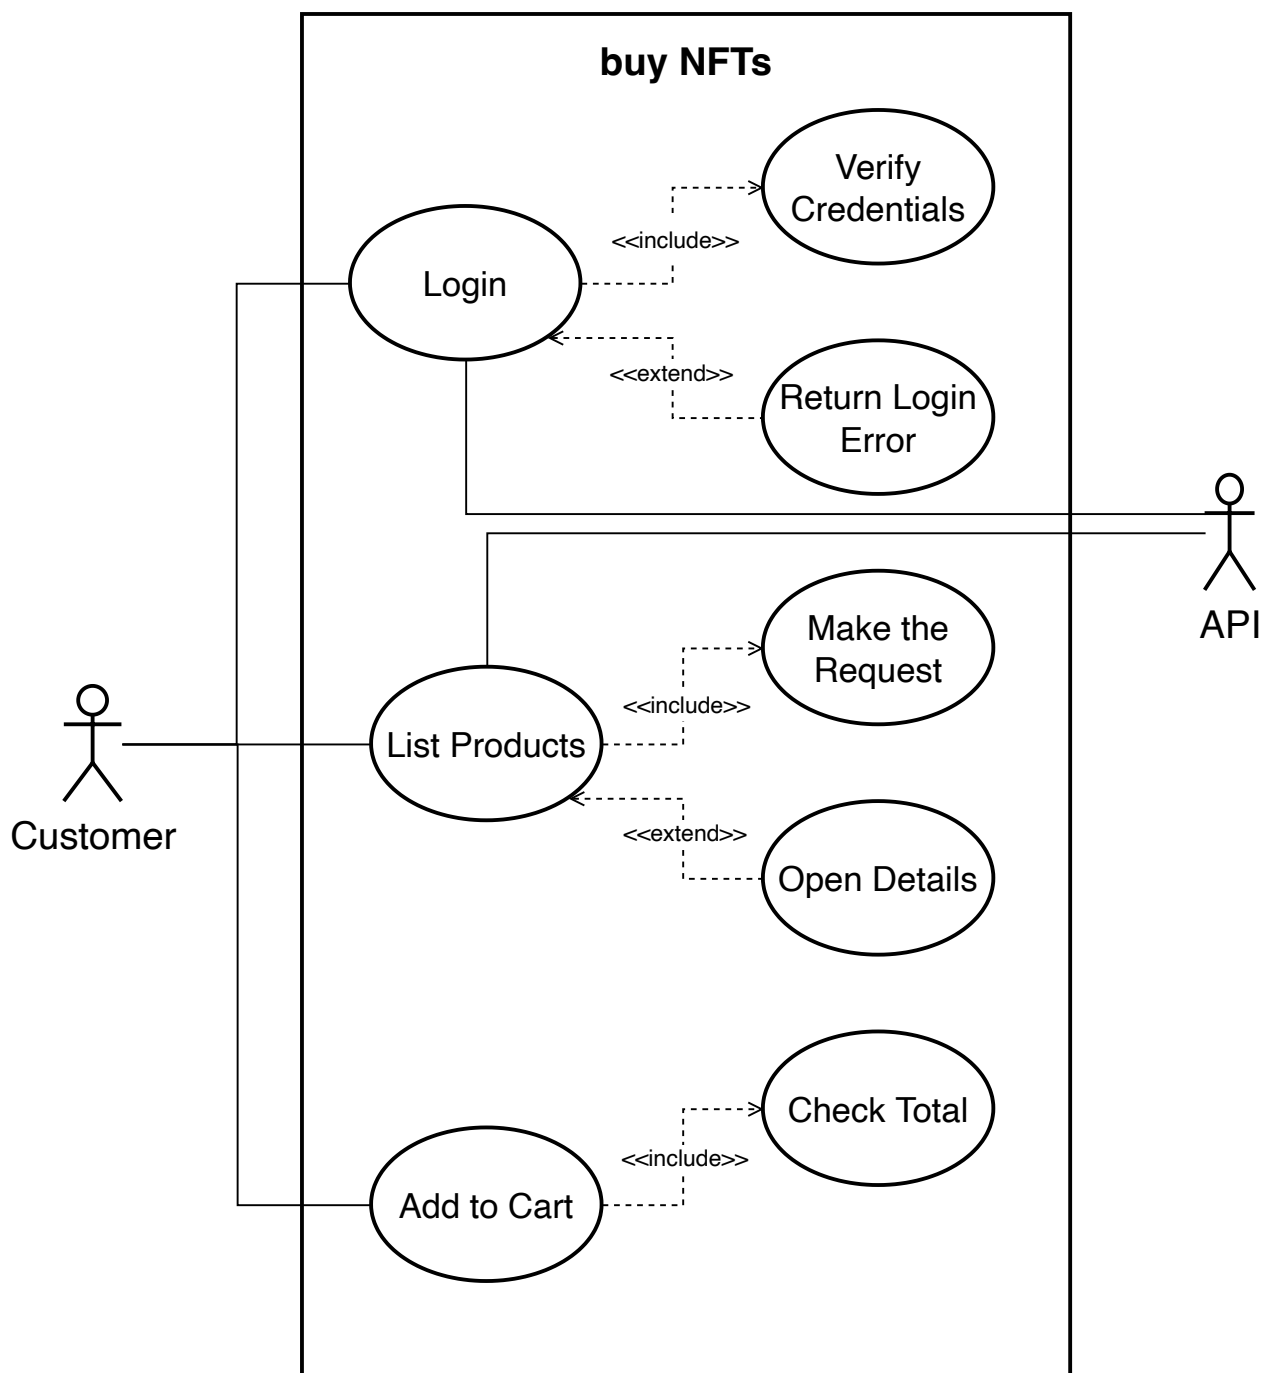 buy NFTs
Verify
Credentials
<<include>>
Login
<<extend>>
Return Login
Error
API
Make the
Request
<<include>>
List Products
Customer
<<extend>>
Open Details
Check Total
<<include>>
Add to Cart